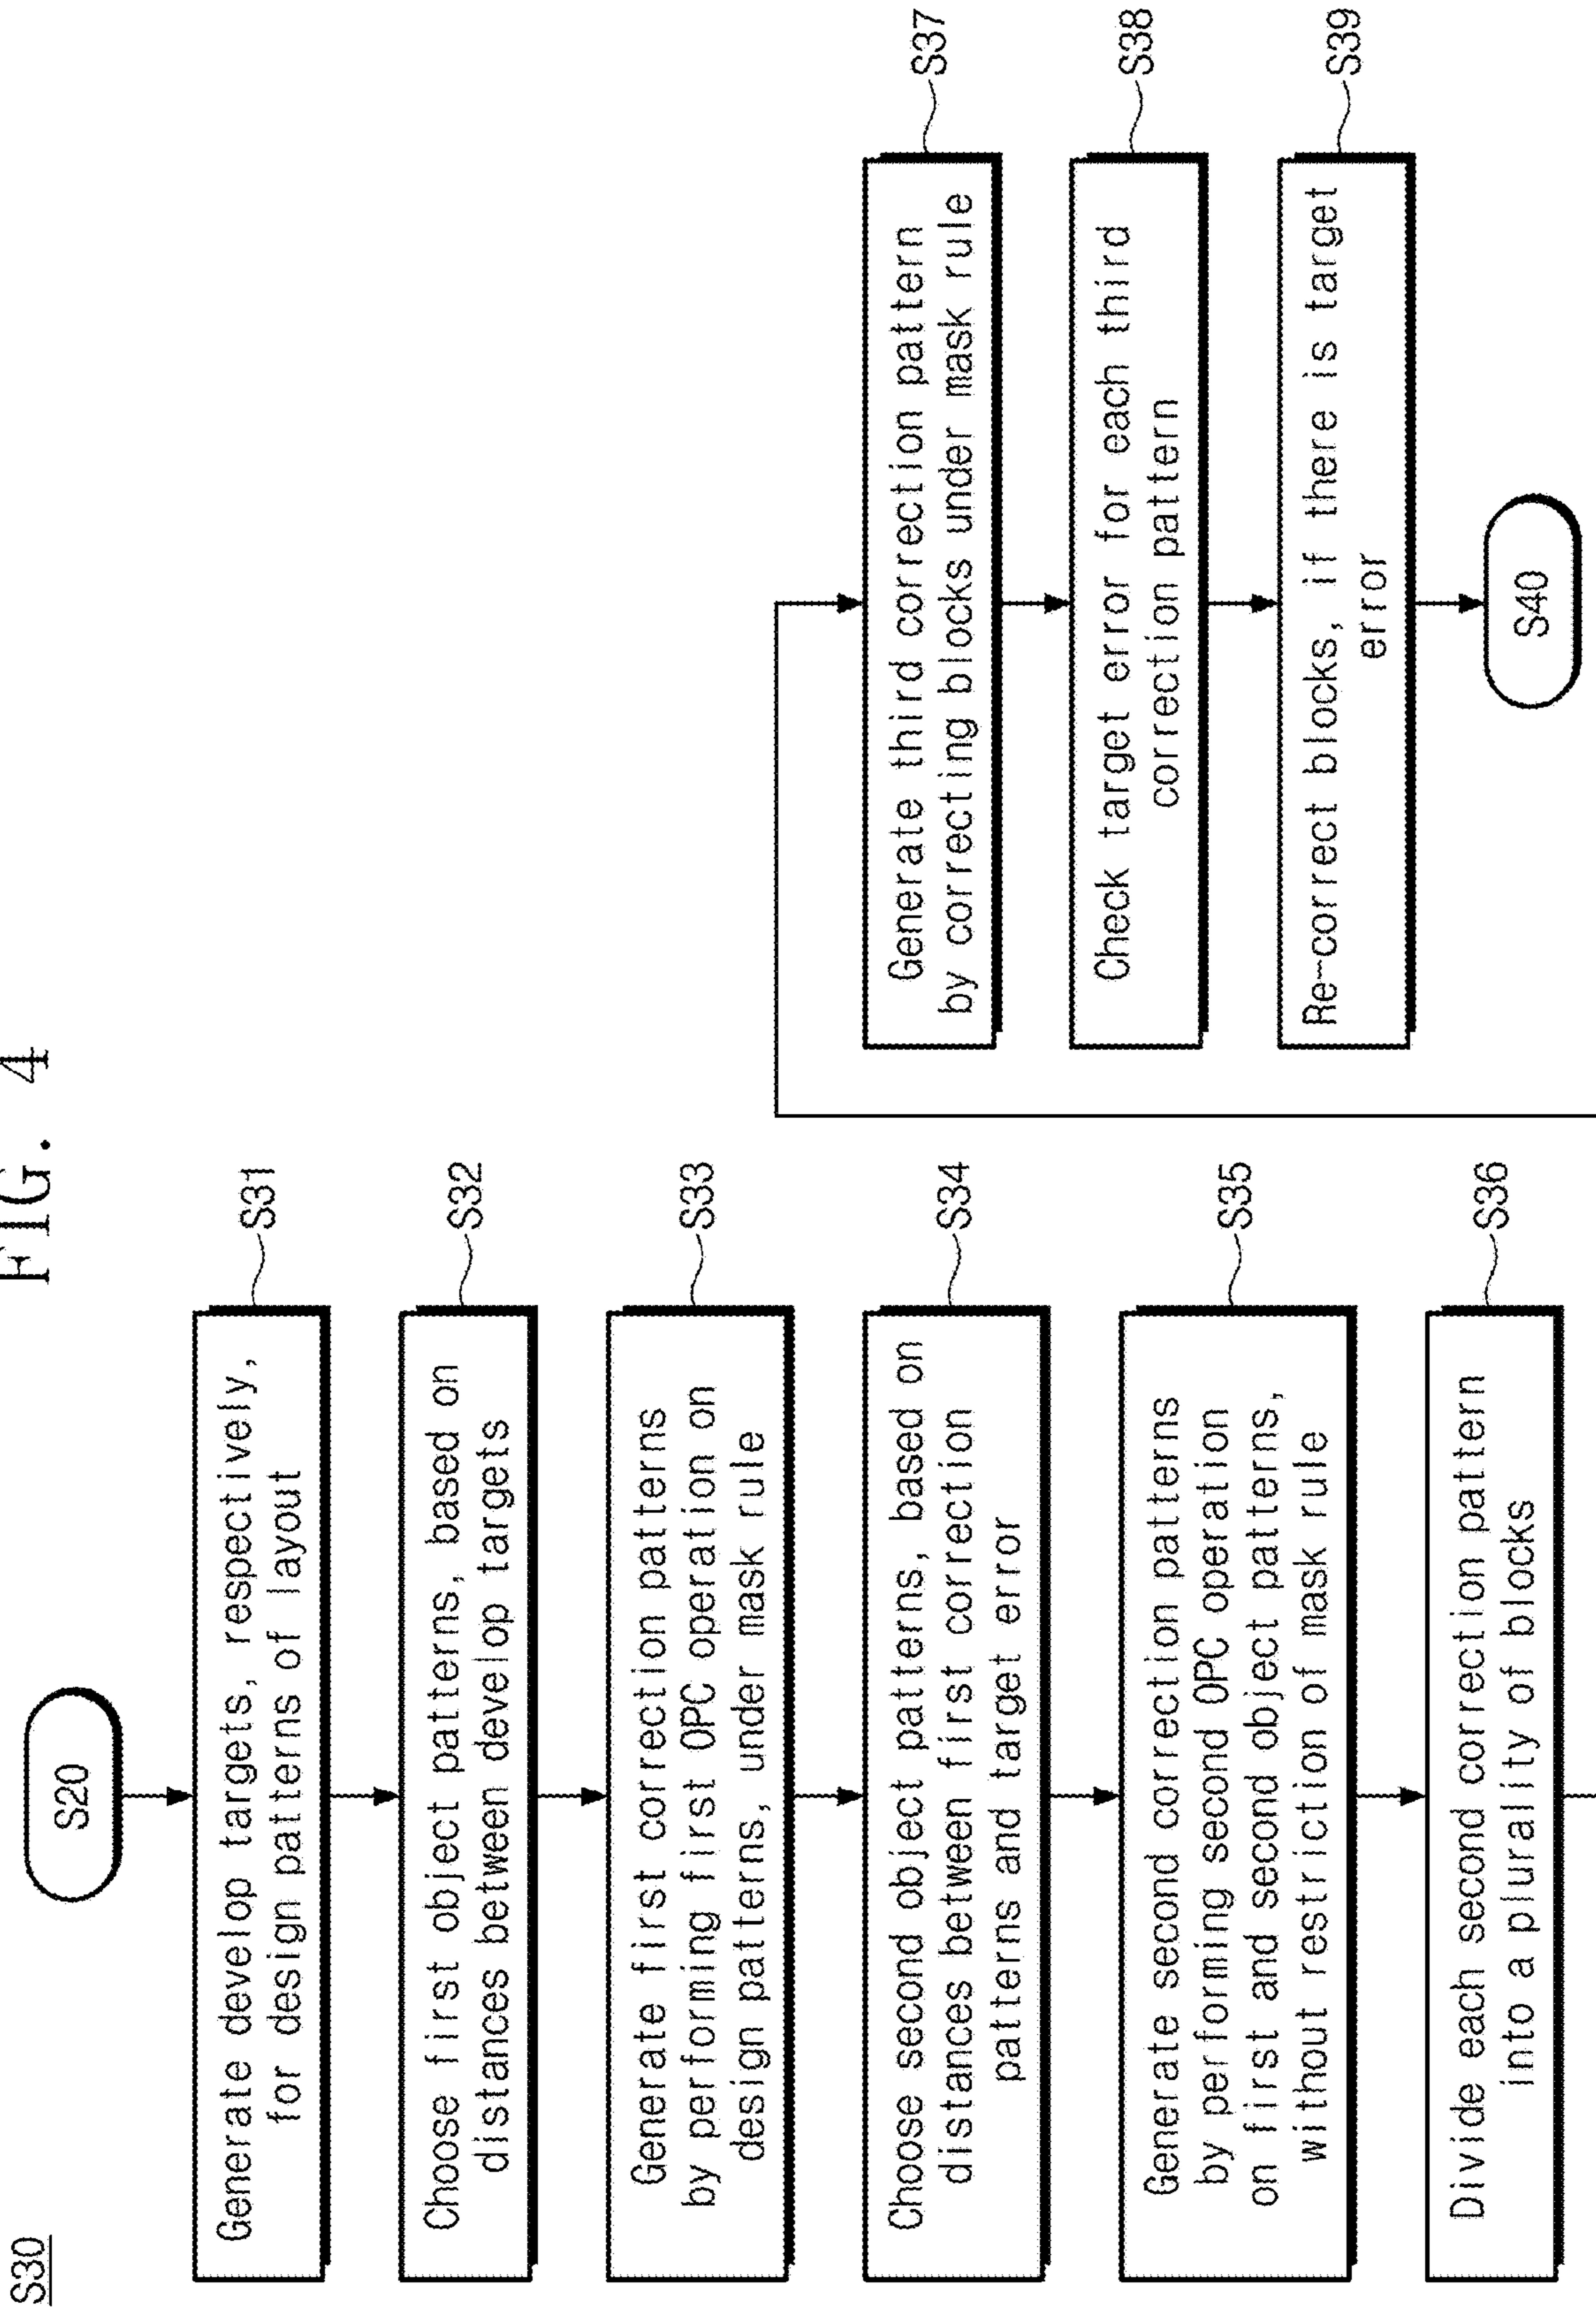 FIG. 4
S30
S20
Generate develop targets, respectively,
for design patterns of layout
S31
Choose first object patterns, based on
distances between develop targets
S32
Generate first correction patterns
by performing first OPC operation on
design patterns, under mask rule
S33
Choose second object patterns, based on
distances between first correction
patterns and target error
S34
Generate second correction patterns
by performing second OPC operation
on first and second object patterns,
without restriction of mask rule
S35
Divide each second correction pattern
into a plurality of blocks
S36
Generate third correction pattern
by correcting blocks under mask rule
S37
Check target error for each third
correction pattern
S38
Re-correct blocks, if there is target
error
S39
S40